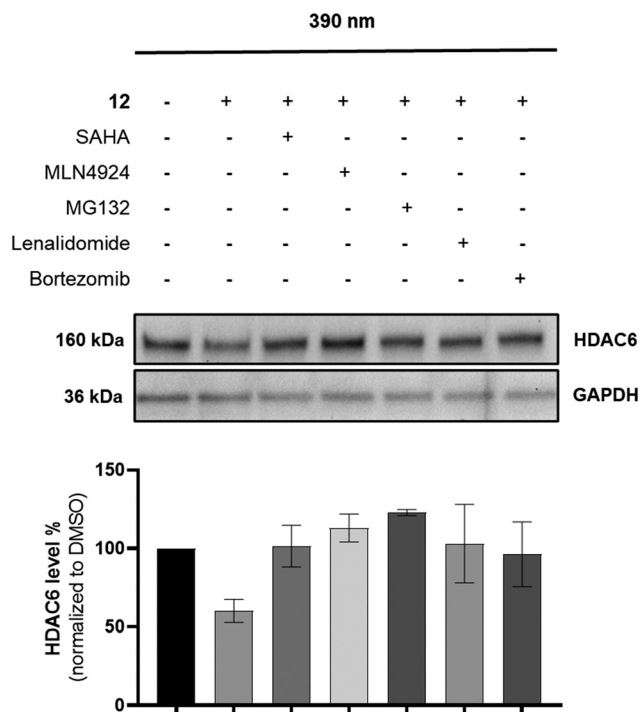 390 nm
12 - + + + + + +
SAHA - - + - - - -
MLN4924 - - - + - - -
MG132 - - - - + - -
Lenalidomide - - - - - + -
Bortezomib - - - - - - +
160 kDa HDAC6
36 kDa GAPDH
HDAC6 level %
(normalized to DMSO)
150
100
50
0